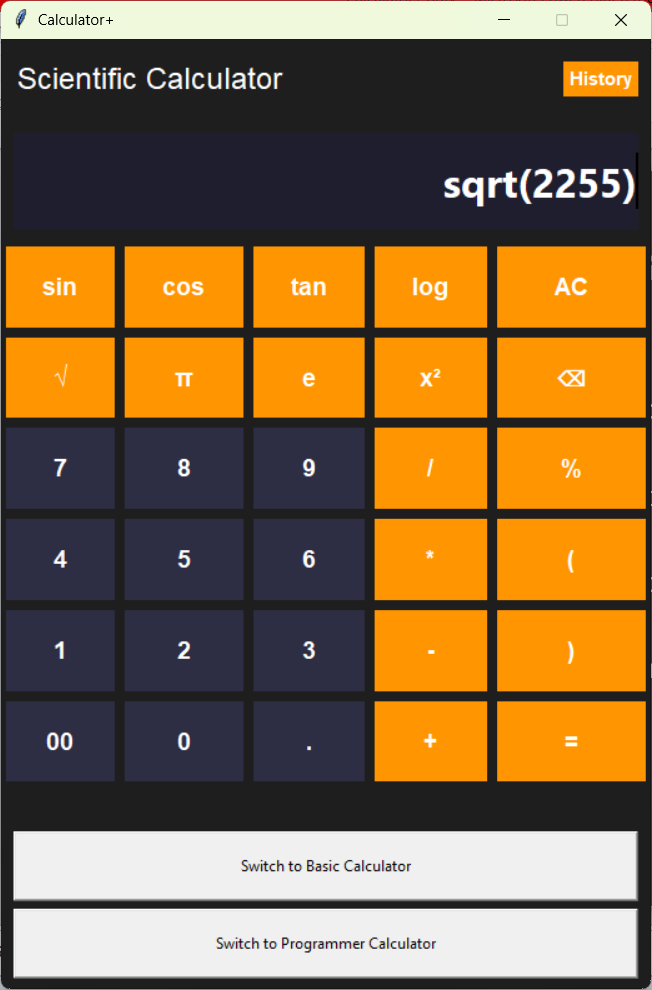 Calculator+
Scientific Calculator History
sqrt(2255)
sin cos tan log AC
√ π e x² ⌫
7 8 9 / %
4 5 6 * (
1 2 3 - )
00 0 . + =
Switch to Basic Calculator
Switch to Programmer Calculator